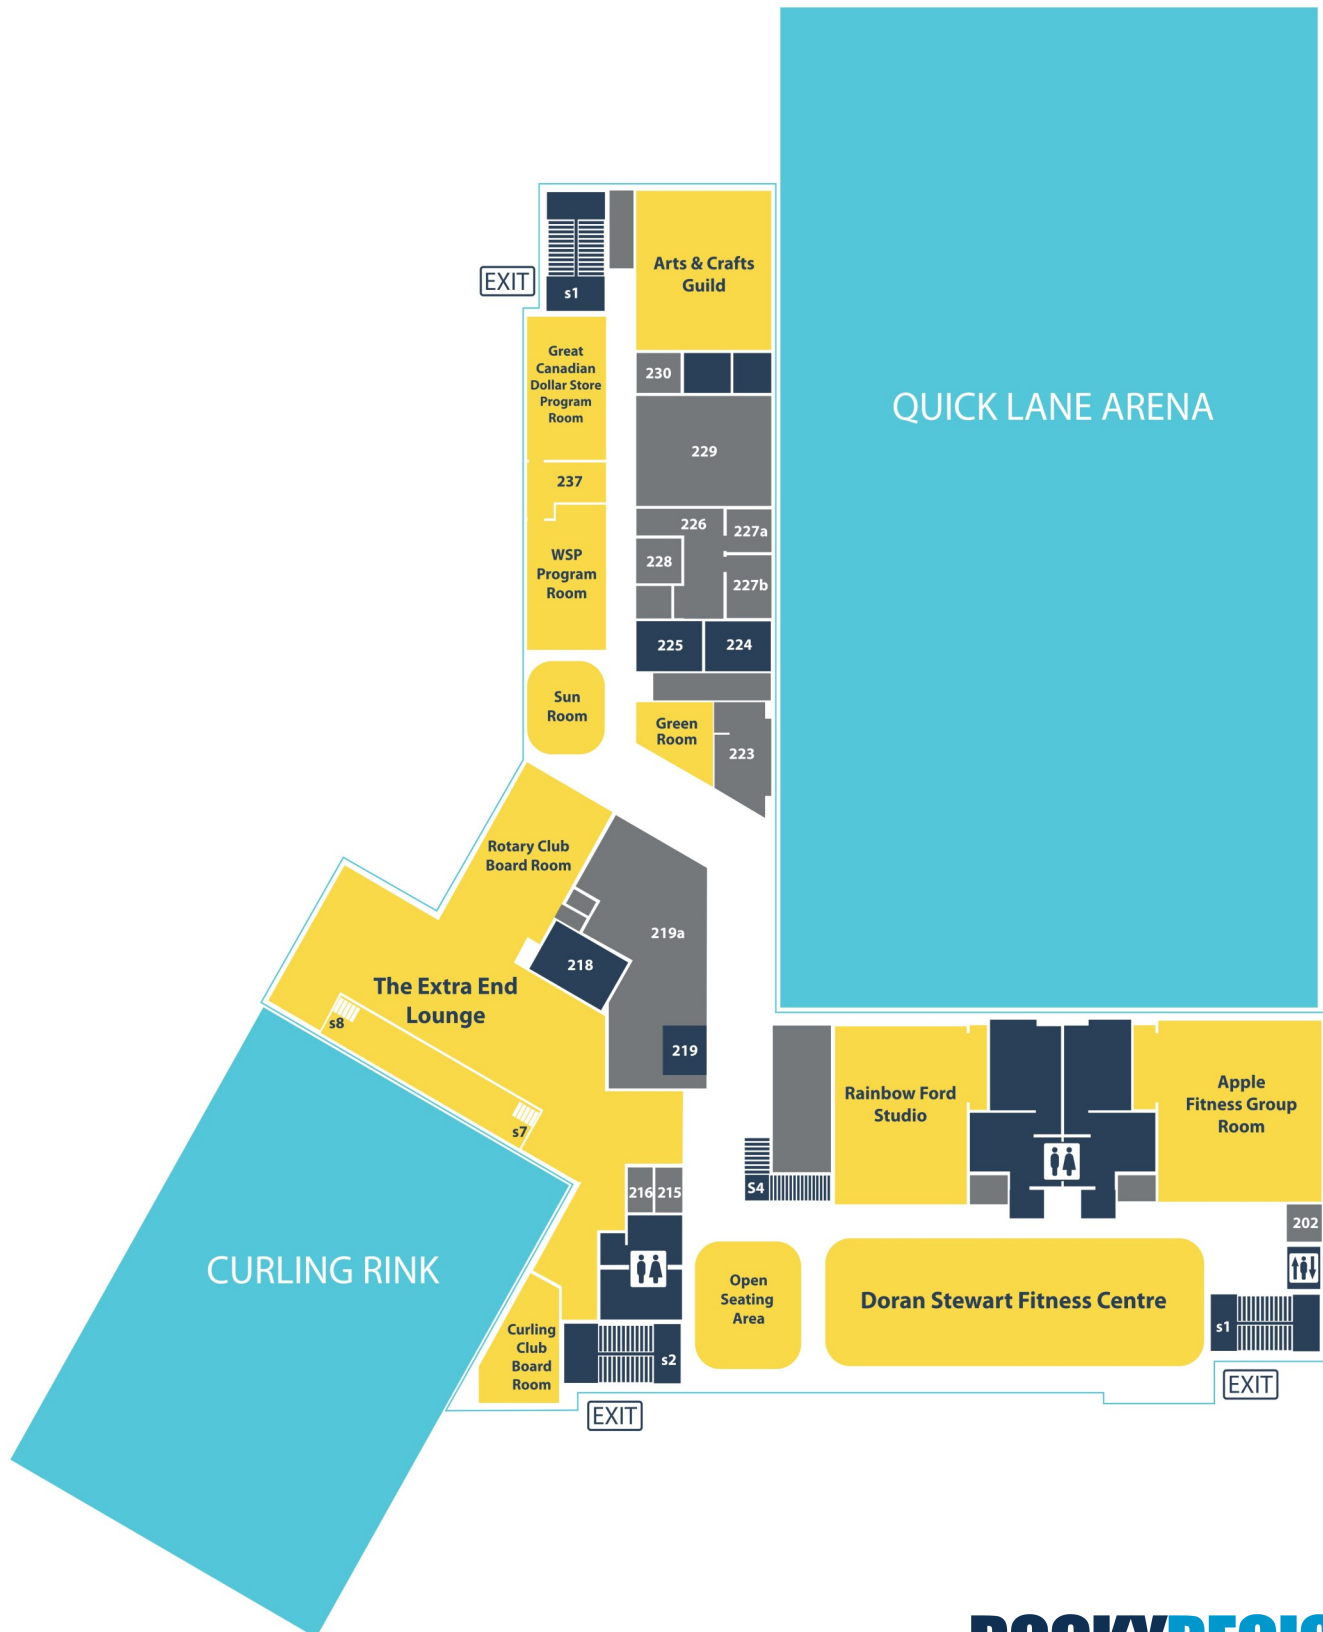 EXIT
s1
Arts & Crafts
Guild
Great
Canadian
Dollar Store
Program
Room
230
QUICK LANE ARENA
229
237
226
227a
WSP
Program
Room
228
227b
225
224
Sun
Room
Green
Room
223
Rotary Club
Board Room
219a
218
The Extra End
Lounge
s8
219
s7
Rainbow Ford
Studio
Apple
Fitness Group
Room
216
215
S4
202
CURLING RINK
Open
Seating
Area
Doran Stewart Fitness Centre
s1
Curling
Club
Board
Room
s2
EXIT
EXIT